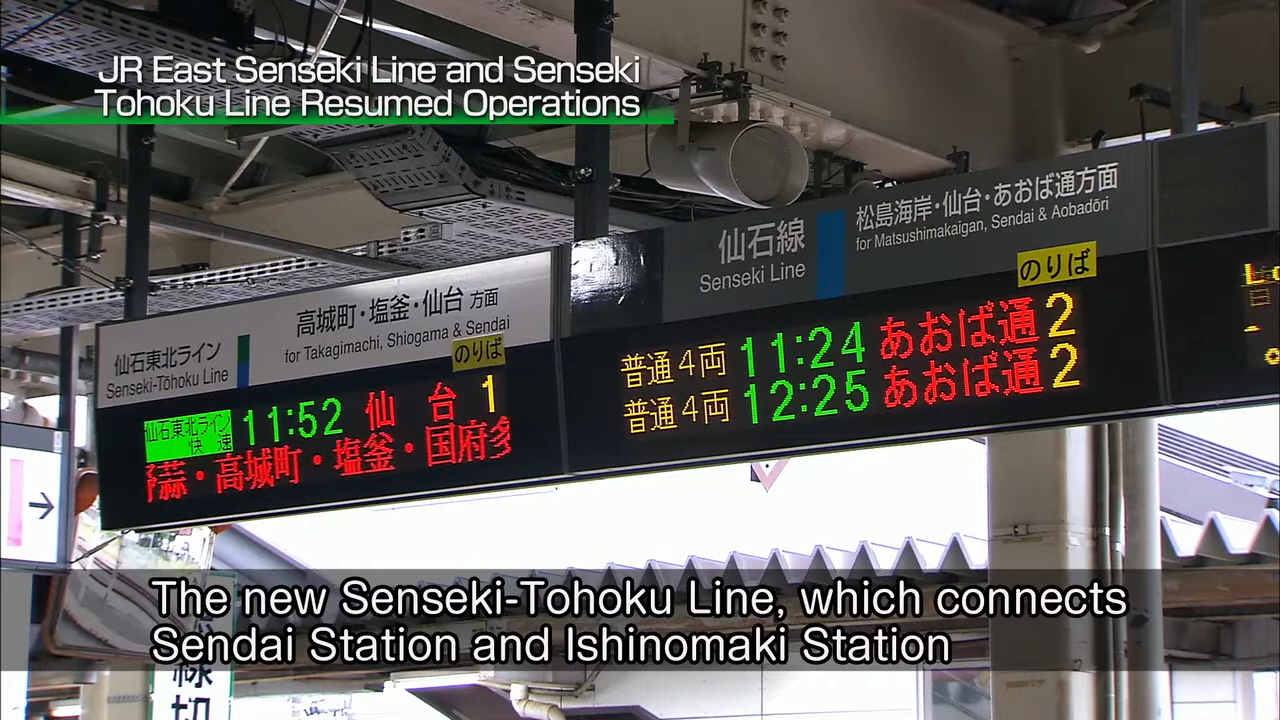 JR East Senseki Line and Senseki
Tohoku Line Resumed Operations
仙石東北ライン
Senseki-Tōhoku Line
高城町・塩釜・仙台 方面
for Takagimachi, Shiogama & Sendai
のりば
仙石東北ライン
快速
11:52 仙台 1
蒜・高城町・塩釜・国府多
仙石線
Senseki Line
松島海岸・仙台・あおば通方面
for Matsushimakaigan, Sendai & Aobadōri
のりば
普通4両 11:24 あおば通 2
普通4両 12:25 あおば通 2
The new Senseki-Tohoku Line, which connects
Sendai Station and Ishinomaki Station